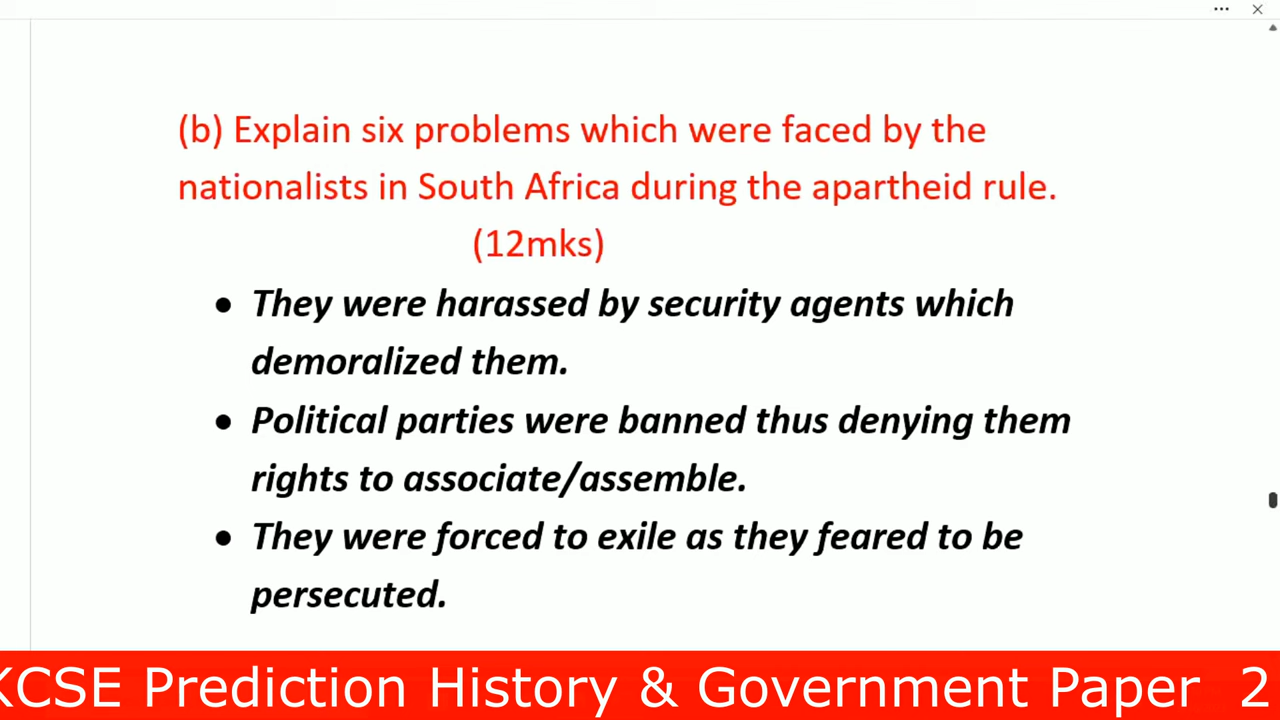 (b) Explain six problems which were faced by the
nationalists in South Africa during the apartheid rule.
(12mks)
• They were harassed by security agents which
demoralized them.
• Political parties were banned thus denying them
rights to associate/assemble.
• They were forced to exile as they feared to be
persecuted.
KCSE Prediction History & Government Paper 2